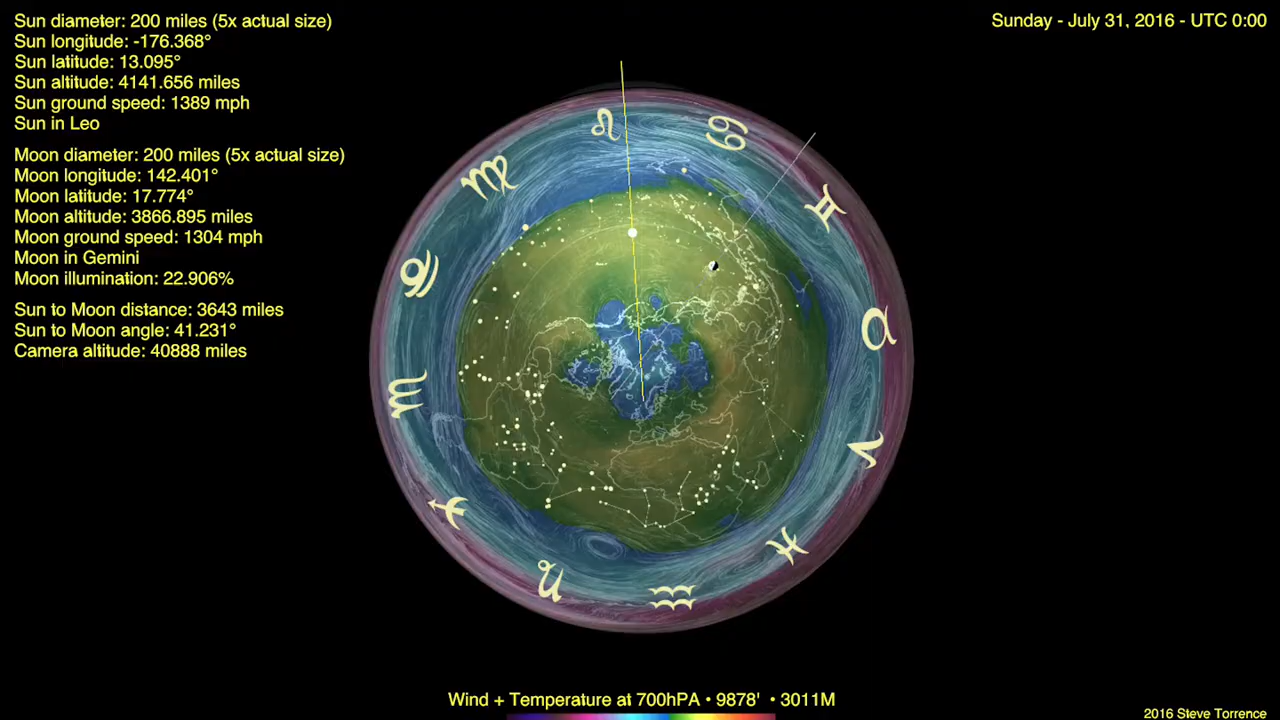 Sun diameter: 200 miles (5x actual size)
Sun longitude: -176.368°
Sun latitude: 13.095°
Sun altitude: 4141.656 miles
Sun ground speed: 1389 mph
Sun in Leo
Moon diameter: 200 miles (5x actual size)
Moon longitude: 142.401°
Moon latitude: 17.774°
Moon altitude: 3866.895 miles
Moon ground speed: 1304 mph
Moon in Gemini
Moon illumination: 22.906%
Sun to Moon distance: 3643 miles
Sun to Moon angle: 41.231°
Camera altitude: 40888 miles
Sunday - July 31, 2016 - UTC 0:00
Wind + Temperature at 700hPA • 9878' • 3011M
2016 Steve Torrence